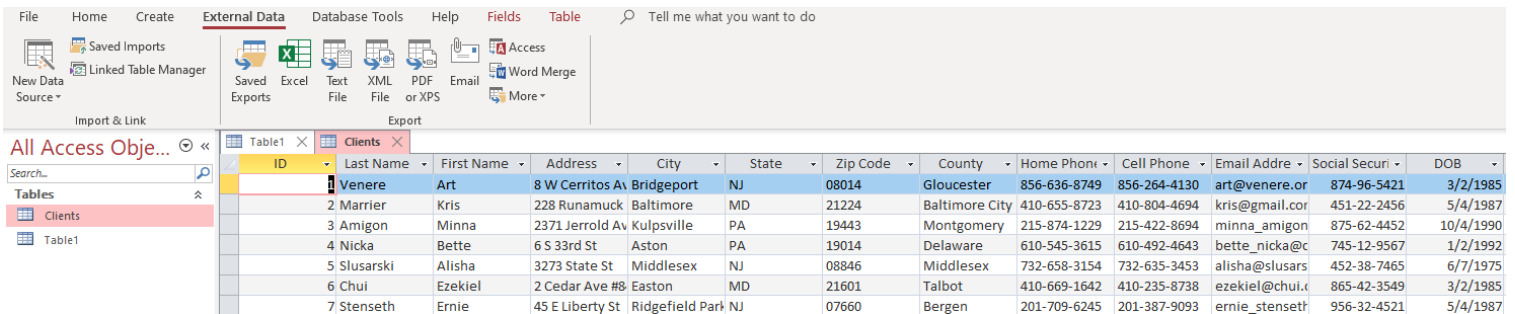 File Home Create External Data Database Tools Help Fields Table Tell me what you want to do
New Data Source
Saved Imports
Linked Table Manager
Import & Link
Saved Exports
Excel
Text File
XML File
PDF or XPS
Email
Access
Word Merge
More
Export
All Access Obje...
Search...
Tables
Clients
Table1
Table1 Clients
ID Last Name First Name Address City State Zip Code County Home Phone Cell Phone Email Addre Social Securi DOB
1 Venere Art 8 W Cerritos Av Bridgeport NJ 08014 Gloucester 856-636-8749 856-264-4130 art@venere.or 874-96-5421 3/2/1985
2 Marrier Kris 228 Runamuck Baltimore MD 21224 Baltimore City 410-655-8723 410-804-4694 kris@gmail.com 451-22-2456 5/4/1987
3 Amigon Minna 2371 Jerrold Av Kulpsville PA 19443 Montgomery 215-874-1229 215-422-8694 minna_amigon 875-62-4452 10/4/1990
4 Nicka Bette 6 S 33rd St Aston PA 19014 Delaware 610-545-3615 610-492-4643 bette_nicka@c 745-12-9567 1/2/1992
5 Slusarski Alisha 3273 State St Middlesex NJ 08846 Middlesex 732-658-3154 732-635-3453 alisha@slusars 452-38-7465 6/7/1975
6 Chui Ezekiel 2 Cedar Ave #8 Easton MD 21601 Talbot 410-669-1642 410-235-8738 ezekiel@chui.c 865-42-3549 3/2/1985
7 Stenseth Ernie 45 E Liberty St Ridgefield Park NJ 07660 Bergen 201-709-6245 201-387-9093 ernie_stenseth 956-32-4521 5/4/1987